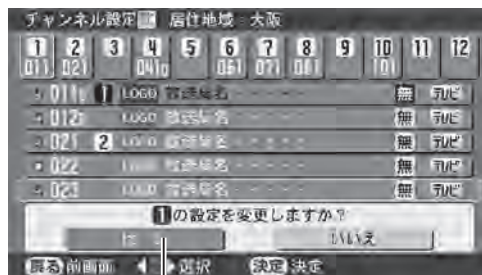 チャンネル設定 居住地域 大阪
1 2 3 4 5 6 7 8 9 10 11 12
011 021 041 061 071 081 101
011 1 LOGO 放送局名 - - - - - 無 テレビ
012 LOGO 放送局名 - - - - - 無 テレビ
021 2 LOGO 放送局名 - - - - - 無 テレビ
022 LOGO 放送局名 - - - - - 無 テレビ
023 LOGO 放送局名 - - - - - 無 テレビ
1の設定を変更しますか?
はい いいえ
戻る 前画面 選択 決定 決定